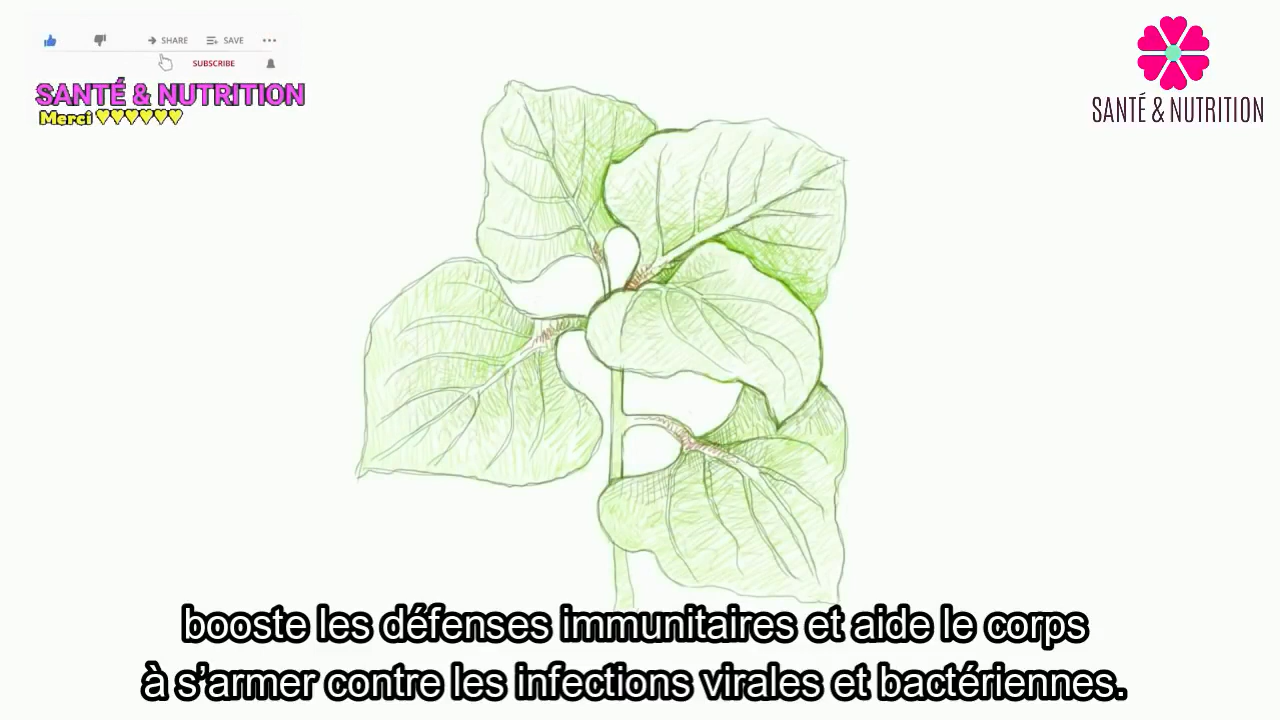 SHARE
SAVE
SUBSCRIBE
SANTÉ & NUTRITION
Merci
SANTÉ & NUTRITION
booste les défenses immunitaires et aide le corps
à s’armer contre les infections virales et bactériennes.